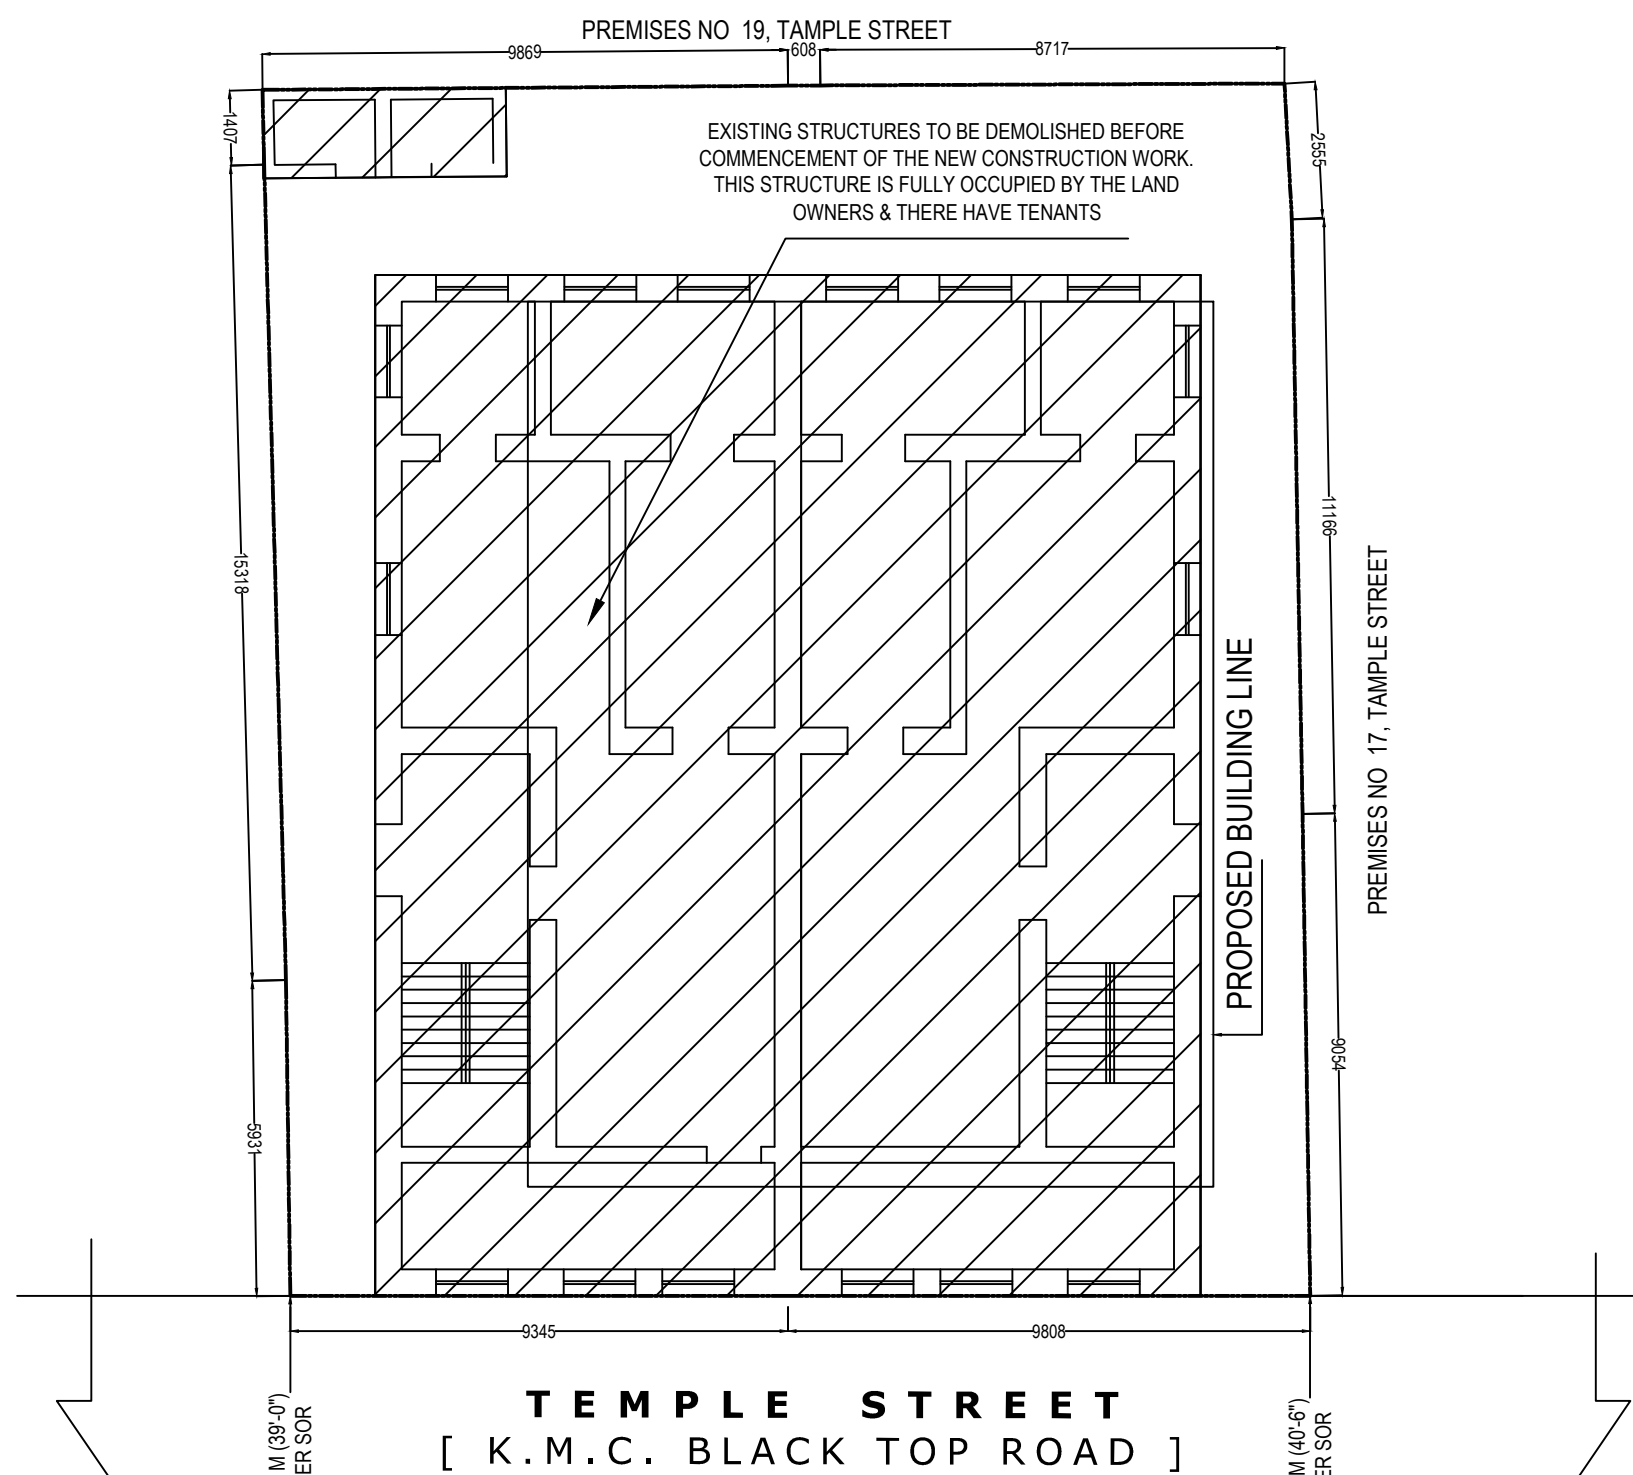 PREMISES NO 19, TAMPLE STREET
9869
608
8717
1407
2555
EXISTING STRUCTURES TO BE DEMOLISHED BEFORE
COMMENCEMENT OF THE NEW CONSTRUCTION WORK.
THIS STRUCTURE IS FULLY OCCUPIED BY THE LAND
OWNERS & THERE HAVE TENANTS
15318
11166
PREMISES NO 17, TAMPLE STREET
PROPOSED BUILDING LINE
9054
5931
9345
9808
M (39'-0")
ER SOR
M (40'-6")
ER SOR
TEMPLE STREET
[ K.M.C. BLACK TOP ROAD ]